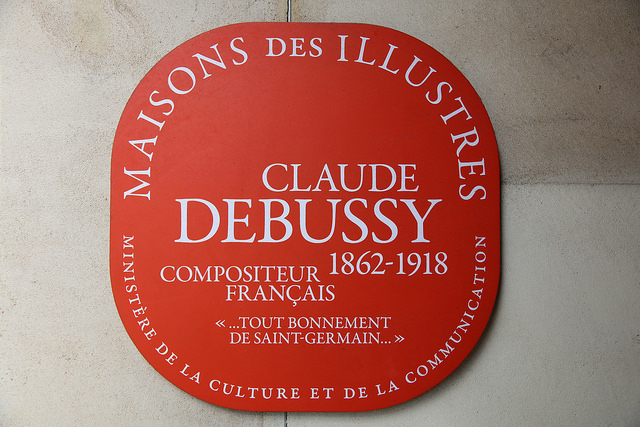 MAISONS DES ILLUSTRES
CLAUDE
DEBUSSY
1862-1918
COMPOSITEUR
FRANÇAIS
« ...TOUT BONNEMENT
DE SAINT-GERMAIN... »
MINISTÈRE DE LA CULTURE ET DE LA COMMUNICATION